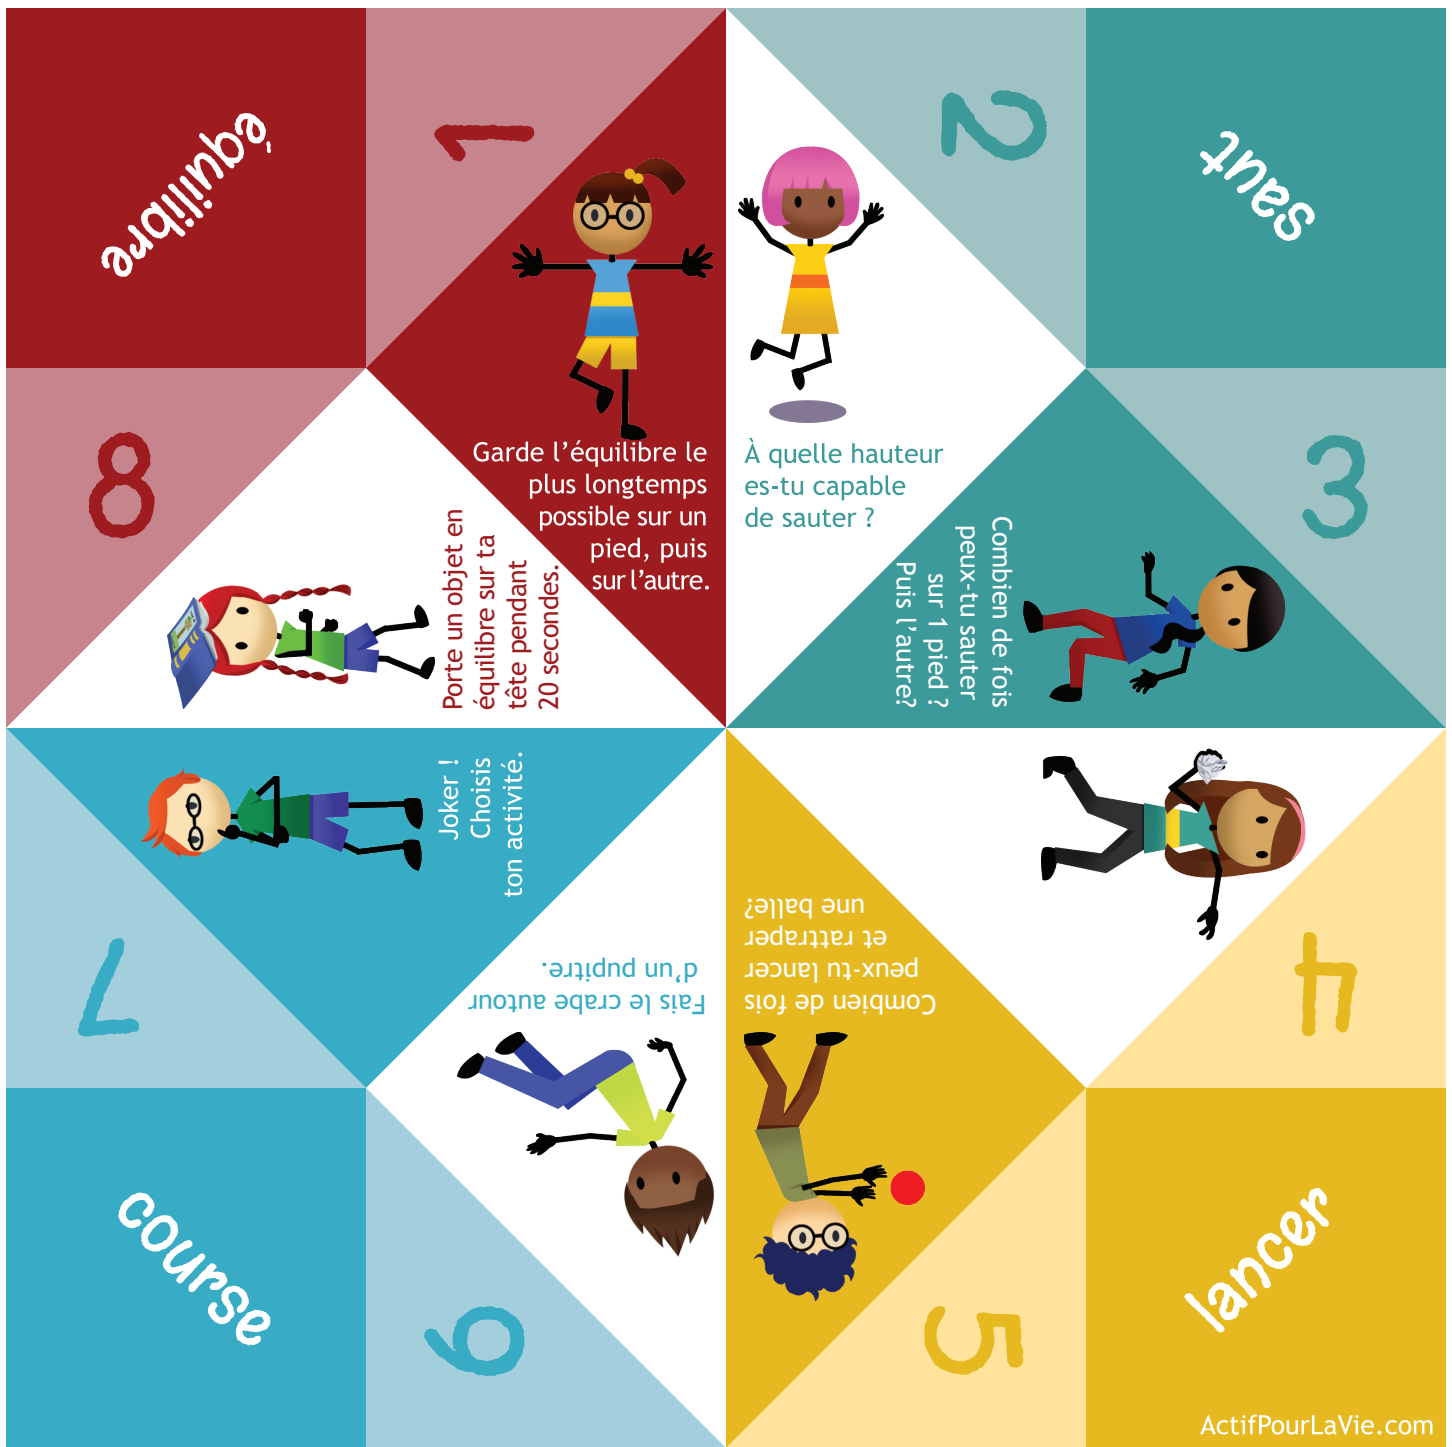 équilibre
1
2
saut
8
3
Garde l’équilibre le
plus longtemps
possible sur un
pied, puis
sur l’autre.
À quelle hauteur
es-tu capable
de sauter ?
Porte un objet en
équilibre sur ta
tête pendant
20 secondes.
Combien de fois
peux-tu sauter
sur 1 pied ?
Puis l’autre?
Joker !
Choisis
ton activité.
Fais le crabe autour
d’un pupitre.
Combien de fois
peux-tu lancer
et rattraper
une balle?
7
4
course
6
5
lancer
ActifPourLaVie.com